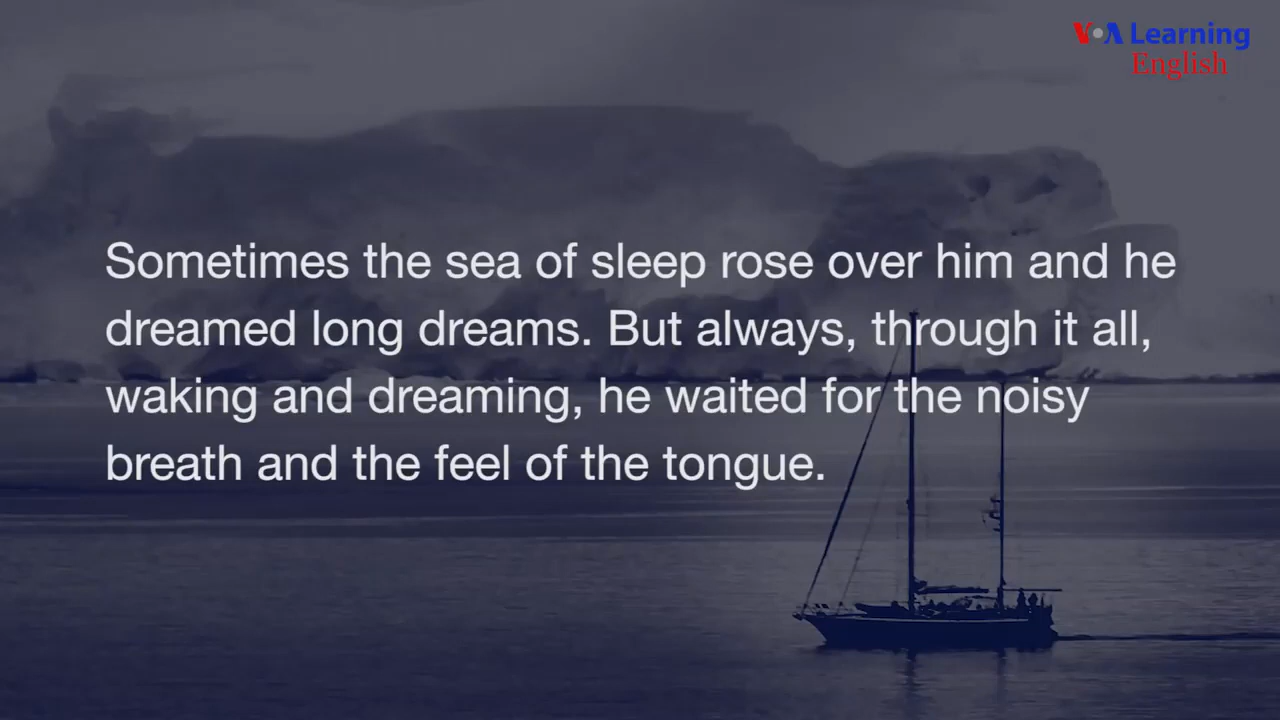 VOA Learning
English
Sometimes the sea of sleep rose over him and he
dreamed long dreams. But always, through it all,
waking and dreaming, he waited for the noisy
breath and the feel of the tongue.